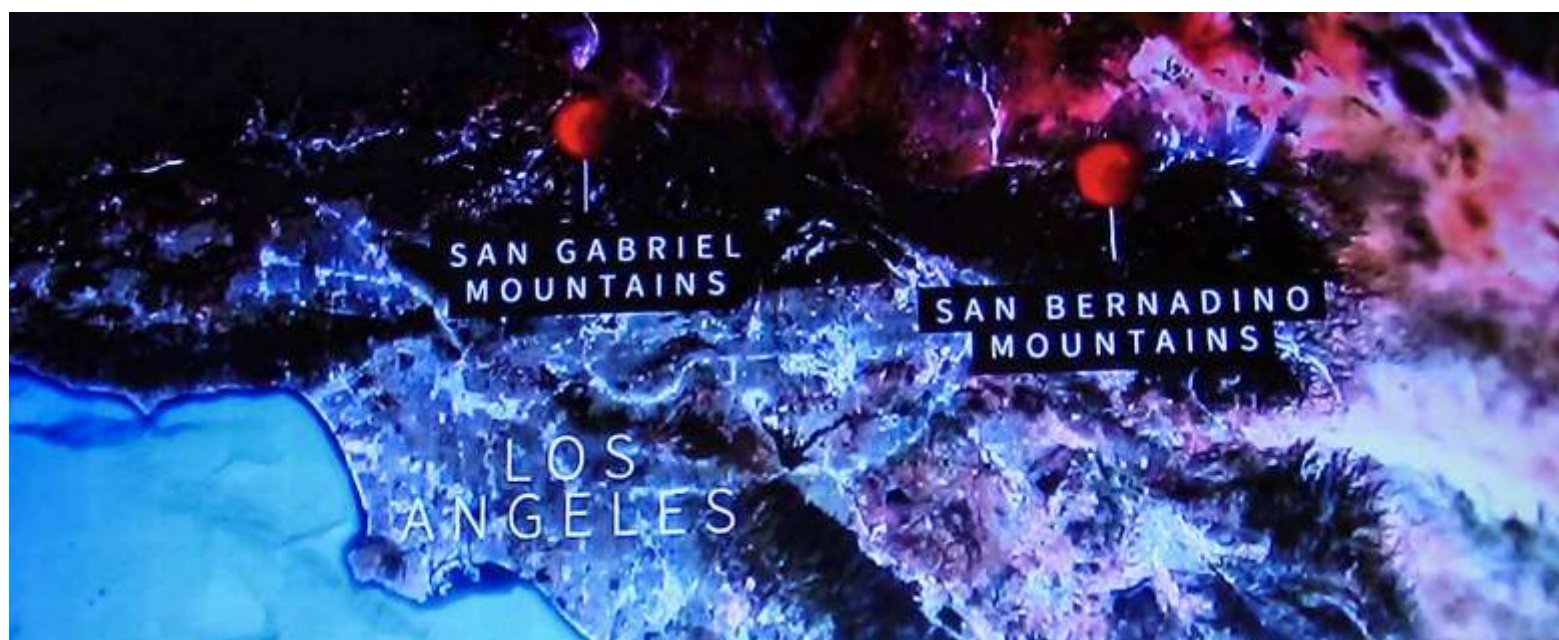 SAN GABRIEL
MOUNTAINS
SAN BERNADINO
MOUNTAINS
LOS
ANGELES